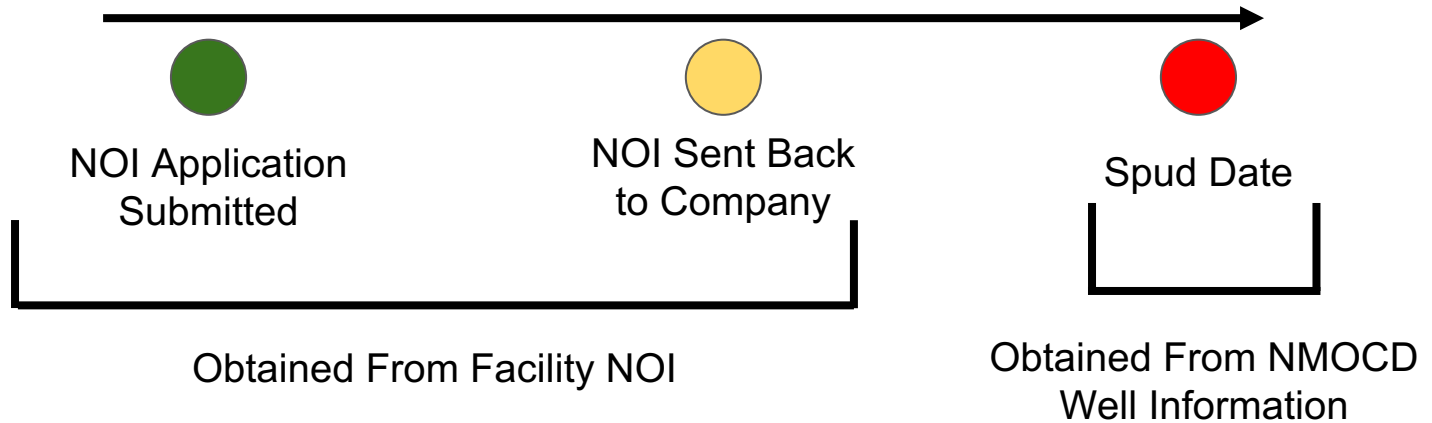 NOI Application
Submitted
NOI Sent Back
to Company
Spud Date
Obtained From Facility NOI
Obtained From NMOCD
Well Information